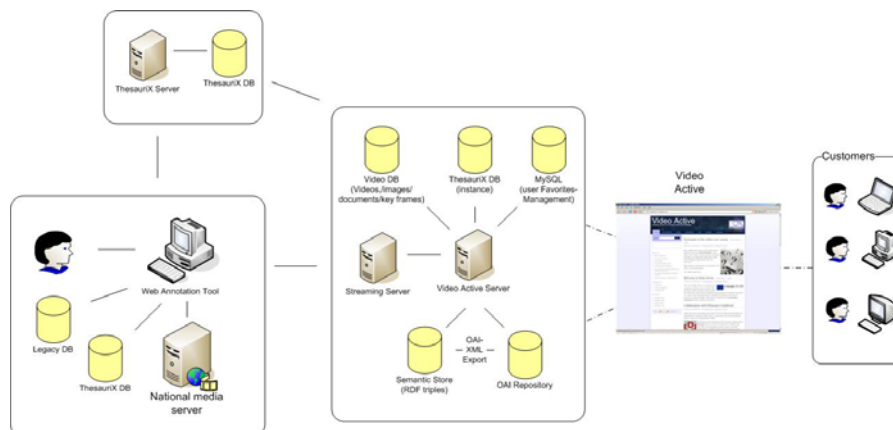 ThesauriX Server
ThesauriX DB
Web Annotation Tool
Legacy DB
ThesauriX DB
National media
server
Video DB
(Videos,/images/
documents/key frames)
ThesauriX DB
(instance)
MySQL
(user Favorites-
Management)
Streaming Server
Video Active Server
OAI-
XML
Export
Semantic Store
(RDF triples)
OAI Repository
Video
Active
Video Active
Customers